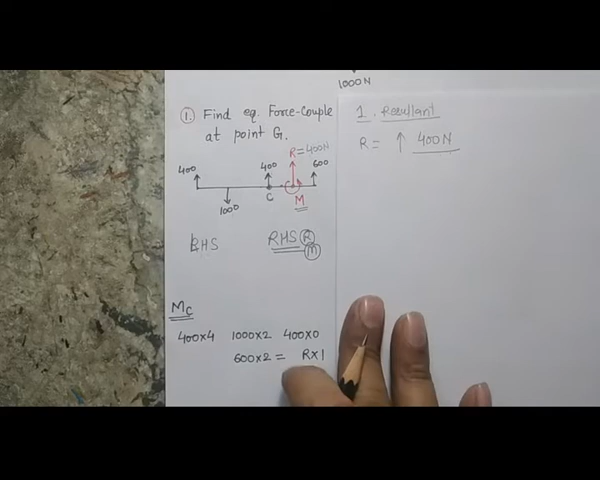 1000N
1. Find eq. Force-Couple
at point G.
R=400N
400 400 600
1000 C G M
RHS RHS R
M
Mc
400x4 1000x2 400x0
600x2 = Rx1
1. Resultant
R = ↑ 400N